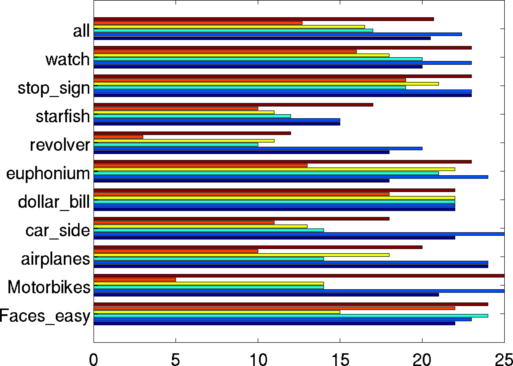 all
watch
stop_sign
starfish
revolver
euphonium
dollar_bill
car_side
airplanes
Motorbikes
Faces_easy
0 5 10 15 20 25